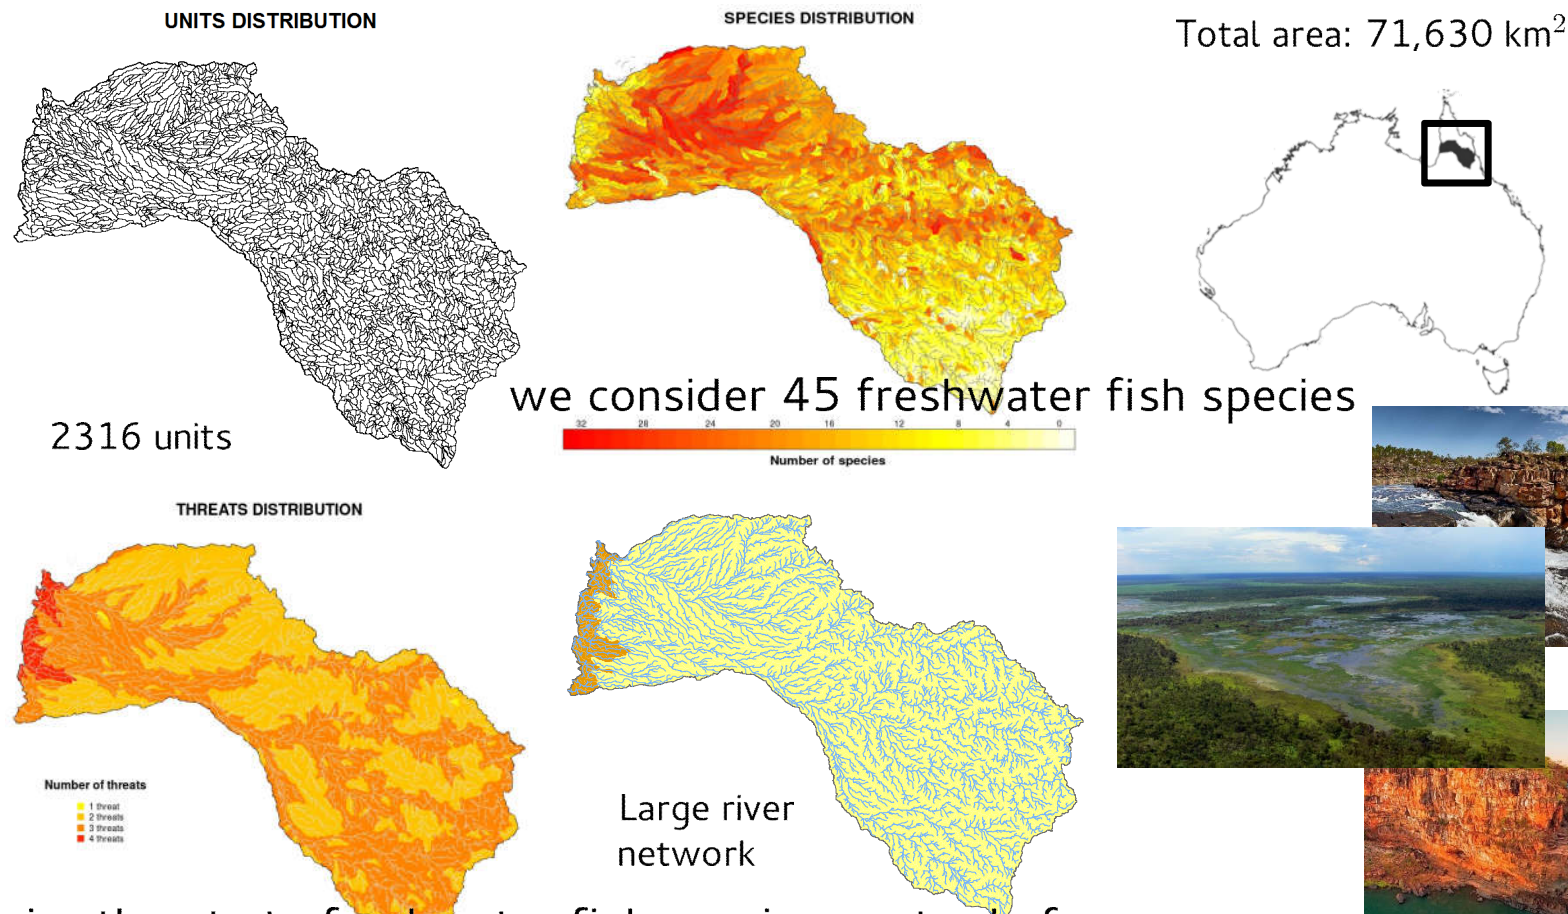 UNITS DISTRIBUTION
SPECIES DISTRIBUTION
Total area: 71,630 km²
we consider 45 freshwater fish species
2316 units
32 28 24 20 16 12 8 4 0
Number of species
THREATS DISTRIBUTION
Number of threats
1 threat
2 threats
3 threats
4 threats
Large river
network